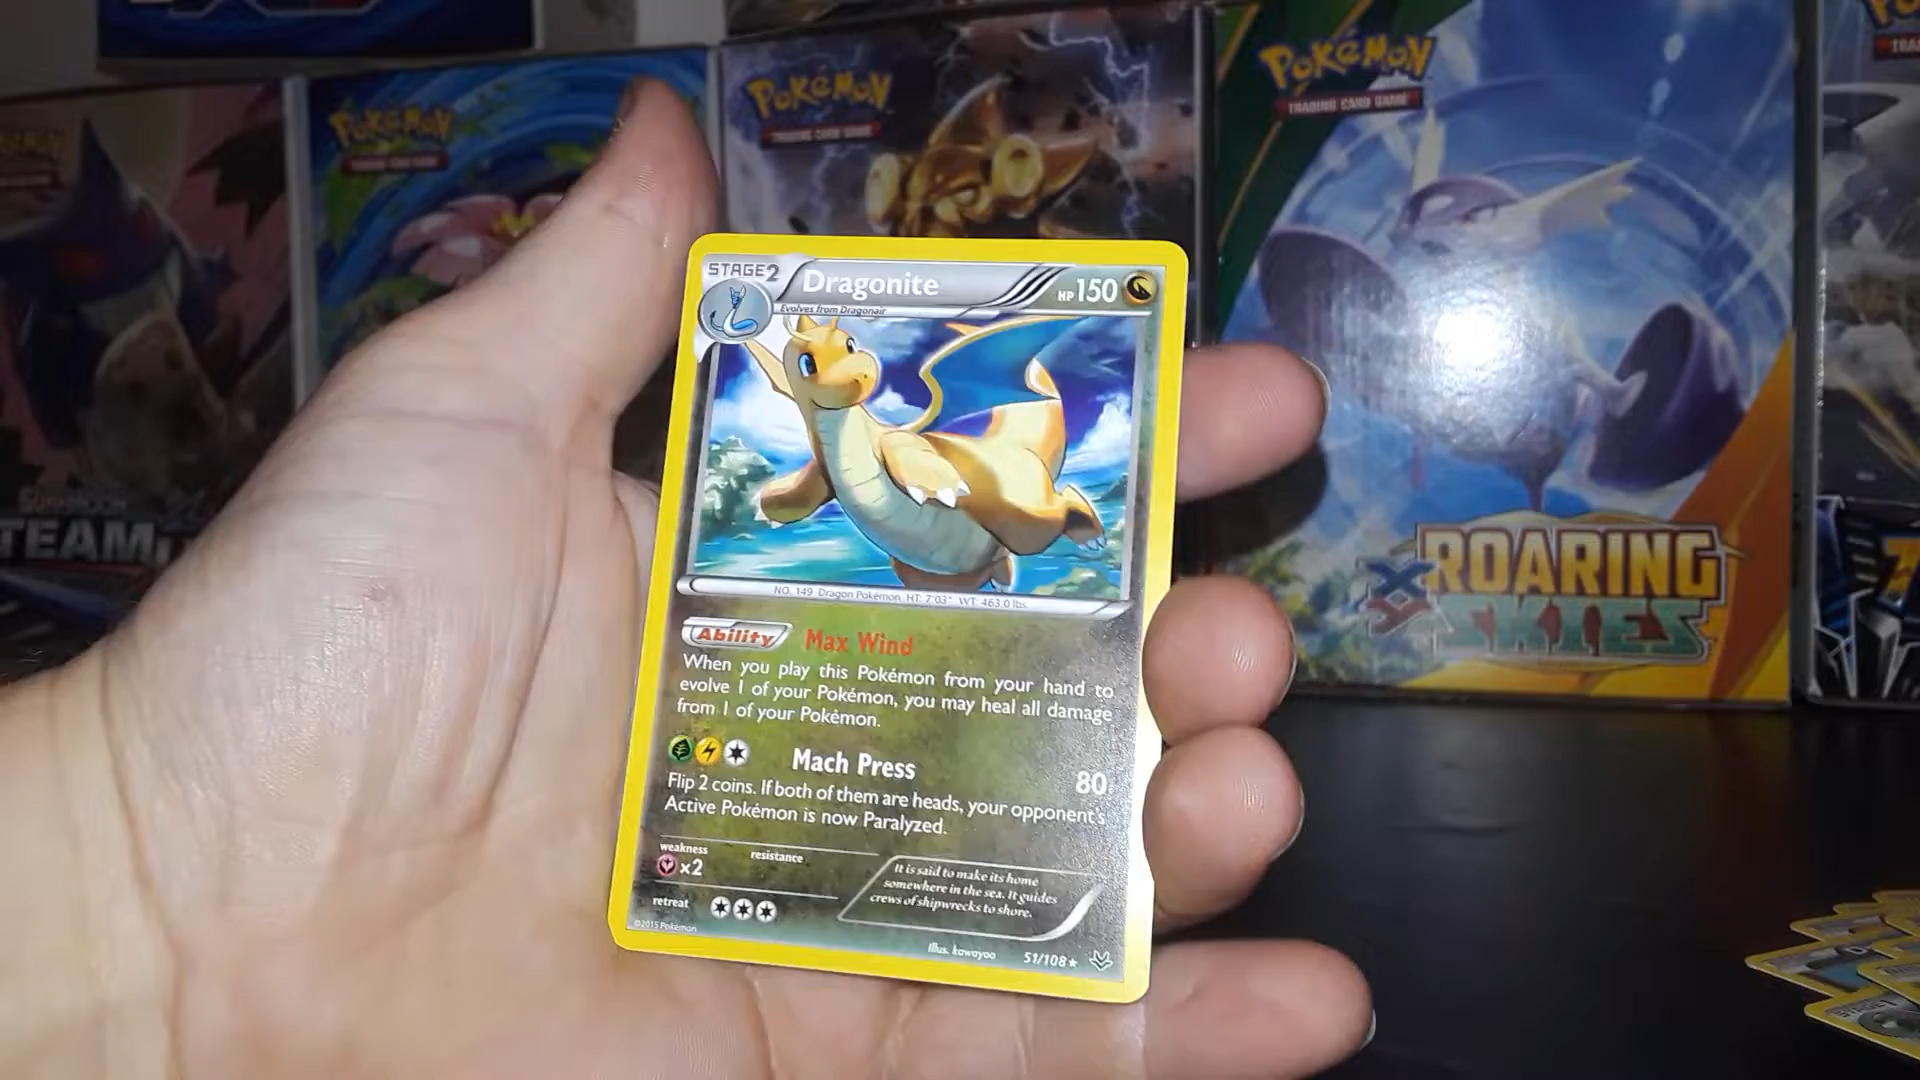 POKéMON
TRADING CARD GAME
POKéMON
TRADING CARD GAME
POKéMON
TRADING CARD GAME
TEAM
ROARING
XY SKIES
STAGE2 Dragonite HP150
Evolves from Dragonair
NO. 149 Dragon Pokémon HT: 7'03" WT: 463.0 lbs.
Ability Max Wind
When you play this Pokémon from your hand to
evolve 1 of your Pokémon, you may heal all damage
from 1 of your Pokémon.
Mach Press 80
Flip 2 coins. If both of them are heads, your opponent's
Active Pokémon is now Paralyzed.
weakness resistance
x2
It is said to make its home
somewhere in the sea. It guides
crews of shipwrecks to shore.
retreat
©2015 Pokémon
Illus. kawayoo 51/108